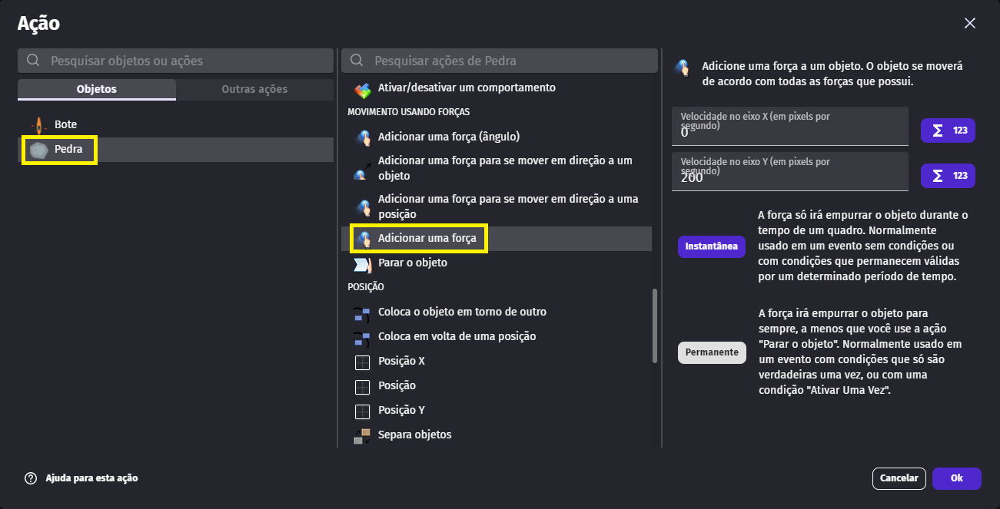 Ação
Pesquisar objetos ou ações
Objetos
Outras ações
Bote
Pedra
Pesquisar ações de Pedra
Ativar/desativar um comportamento
MOVIMENTO USANDO FORÇAS
Adicionar uma força (ângulo)
Adicionar uma força para se mover em direção a um
objeto
Adicionar uma força para se mover em direção a uma
posição
Adicionar uma força
Parar o objeto
POSIÇÃO
Coloca o objeto em torno de outro
Coloca em volta de uma posição
Posição X
Posição
Posição Y
Separa objetos
Adicione uma força a um objeto. O objeto se moverá
de acordo com todas as forças que possui.
Velocidade no eixo X (em pixels por
segundo)
0
Σ 123
Velocidade no eixo Y (em pixels por
segundo)
200
Σ 123
Instantânea
A força só irá empurrar o objeto durante o
tempo de um quadro. Normalmente
usado em um evento sem condições ou
com condições que permanecem válidas
por um determinado período de tempo.
Permanente
A força irá empurrar o objeto para
sempre, a menos que você use a ação
"Parar o objeto". Normalmente usado em
um evento com condições que só são
verdadeiras uma vez, ou com uma
condição "Ativar Uma Vez".
Ajuda para esta ação
Cancelar
Ok